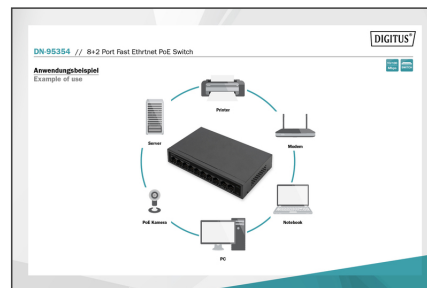 DIGITUS®
DN-95354 // 8+2 Port Fast Ethrtnet PoE Switch
Anwendungsbeispiel
Example of use
Printer
Server
Modem
PoE Kamera
Notebook
PC